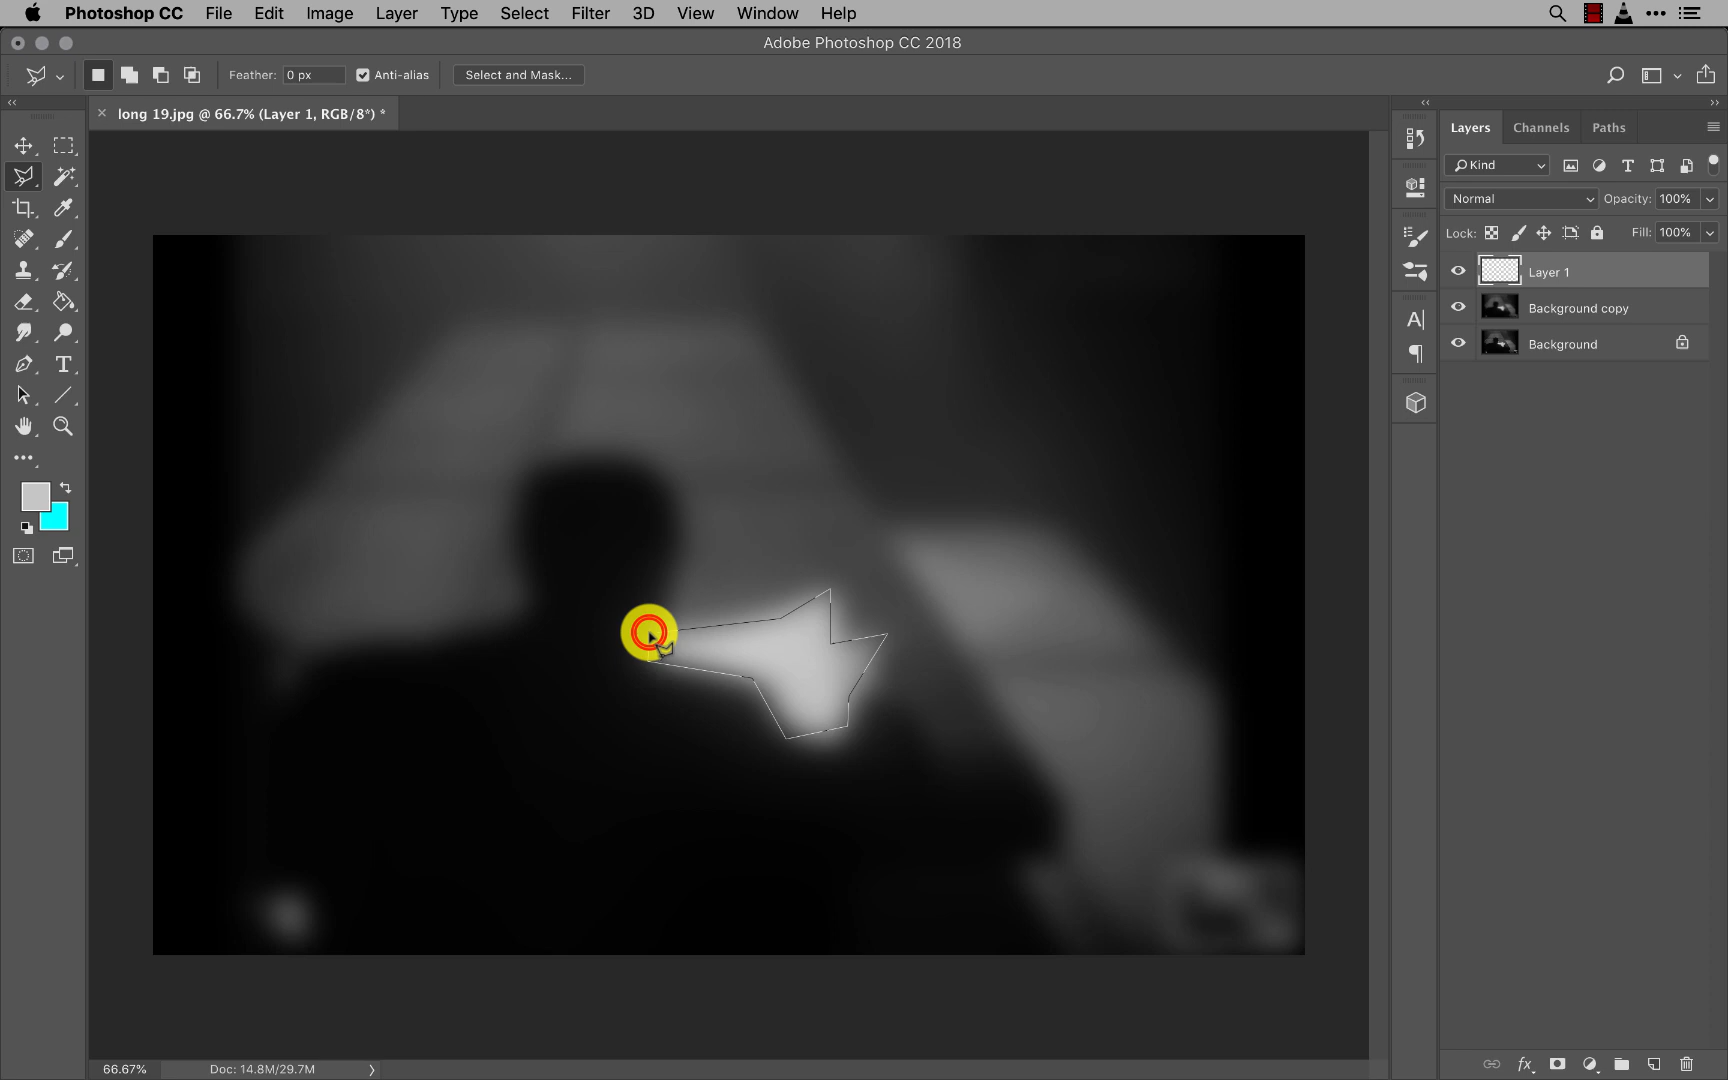 Photoshop CC File Edit Image Layer Type Select Filter 3D View Window Help
Adobe Photoshop CC 2018
Feather: 0 px Anti-alias Select and Mask...
long 19.jpg @ 66.7% (Layer 1, RGB/8*) *
Layers Channels Paths
Kind
Normal Opacity: 100%
Lock: Fill: 100%
Layer 1
Background copy
Background
66.67% Doc: 14.8M/29.7M